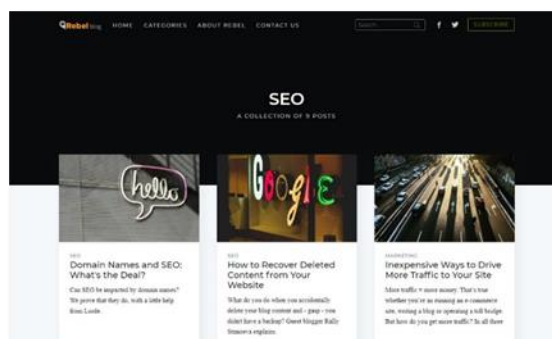 Rebel blog HOME CATEGORIES ABOUT REBEL CONTACT US Search SUBSCRIBE
SEO
A COLLECTION OF 9 POSTS
hello
GOOGLE
SEO
Domain Names and SEO:
What's the Deal?
Can SEO be impacted by domain names?
We prove that they do, with a little help
from Lorde.
SEO
How to Recover Deleted
Content from Your
Website
What do you do when you accidentally
delete your blog content and - gasp - you
didn't have a backup? Guest blogger Rally
Stanoeva explains.
MARKETING
Inexpensive Ways to Drive
More Traffic to Your Site
More traffic = more money. That's true
whether you're in running an e-commerce
site, writing a blog or operating a toll bridge.
But how do you get more traffic? In all three